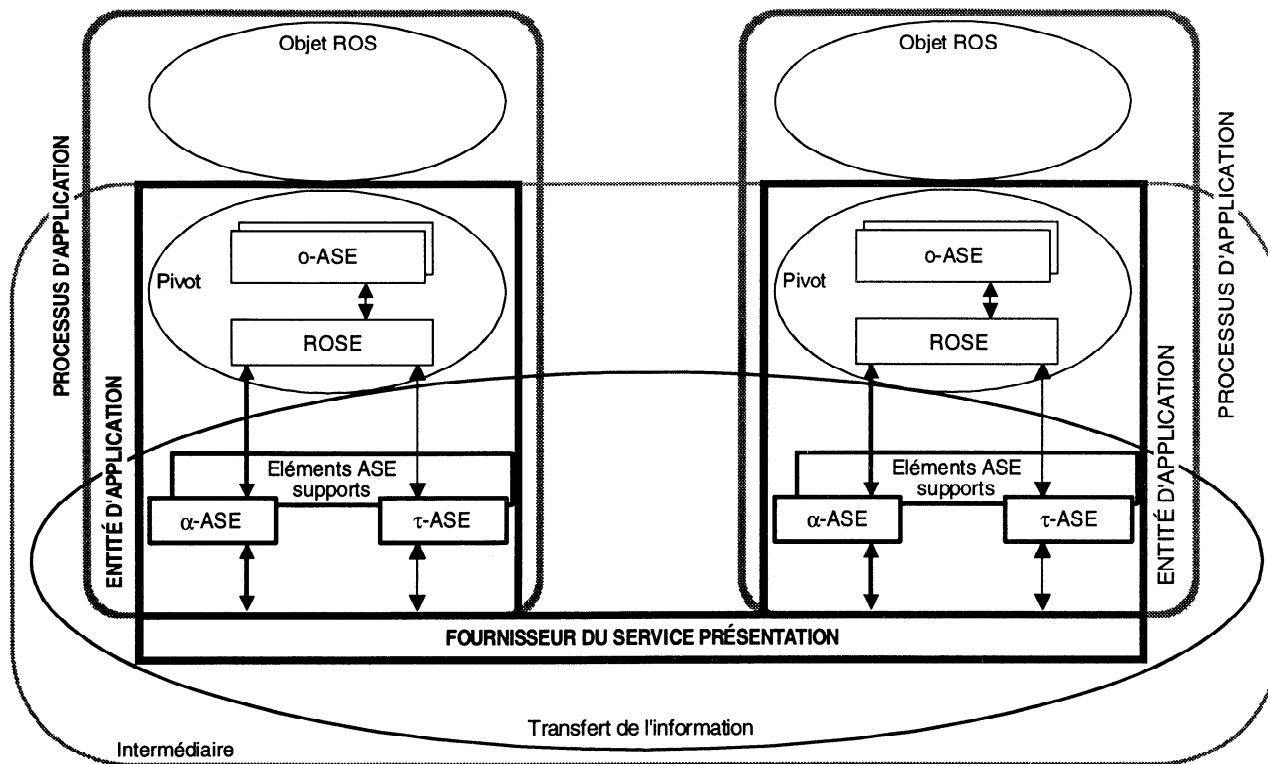 Objet ROS
Objet ROS
PROCESSUS D'APPLICATION
PROCESSUS D'APPLICATION
o-ASE
o-ASE
Pivot
Pivot
ROSE
ROSE
ENTITÉ D'APPLICATION
ENTITÉ D'APPLICATION
Eléments ASE
supports
Eléments ASE
supports
α-ASE
τ-ASE
α-ASE
τ-ASE
FOURNISSEUR DU SERVICE PRÉSENTATION
Transfert de l'information
Intermédiaire